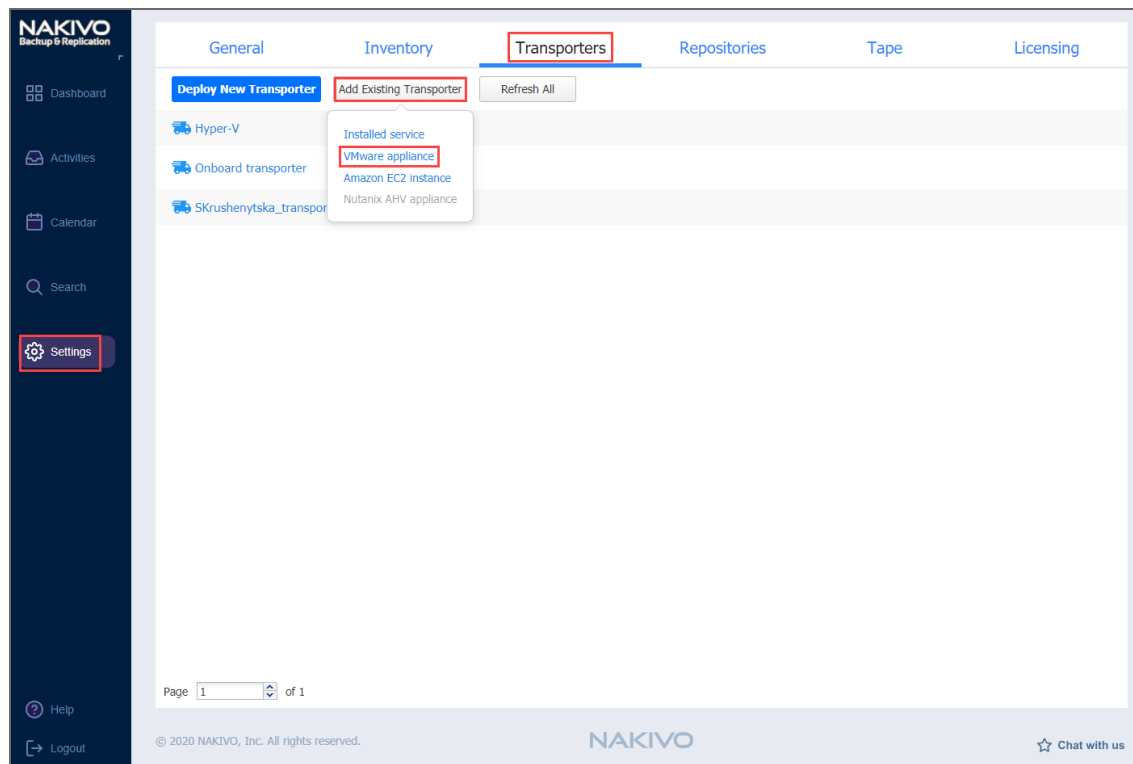 NAKIVO
Backup & Replication
General Inventory Transporters Repositories Tape Licensing
Deploy New Transporter Add Existing Transporter Refresh All
Dashboard
Hyper-V
Installed service
VMware appliance
Activities
Onboard transporter
Amazon EC2 instance
Nutanix AHV appliance
SKrushenytska_transpor
Calendar
Search
Settings
Page 1 of 1
Help
Logout
© 2020 NAKIVO, Inc. All rights reserved. NAKIVO Chat with us